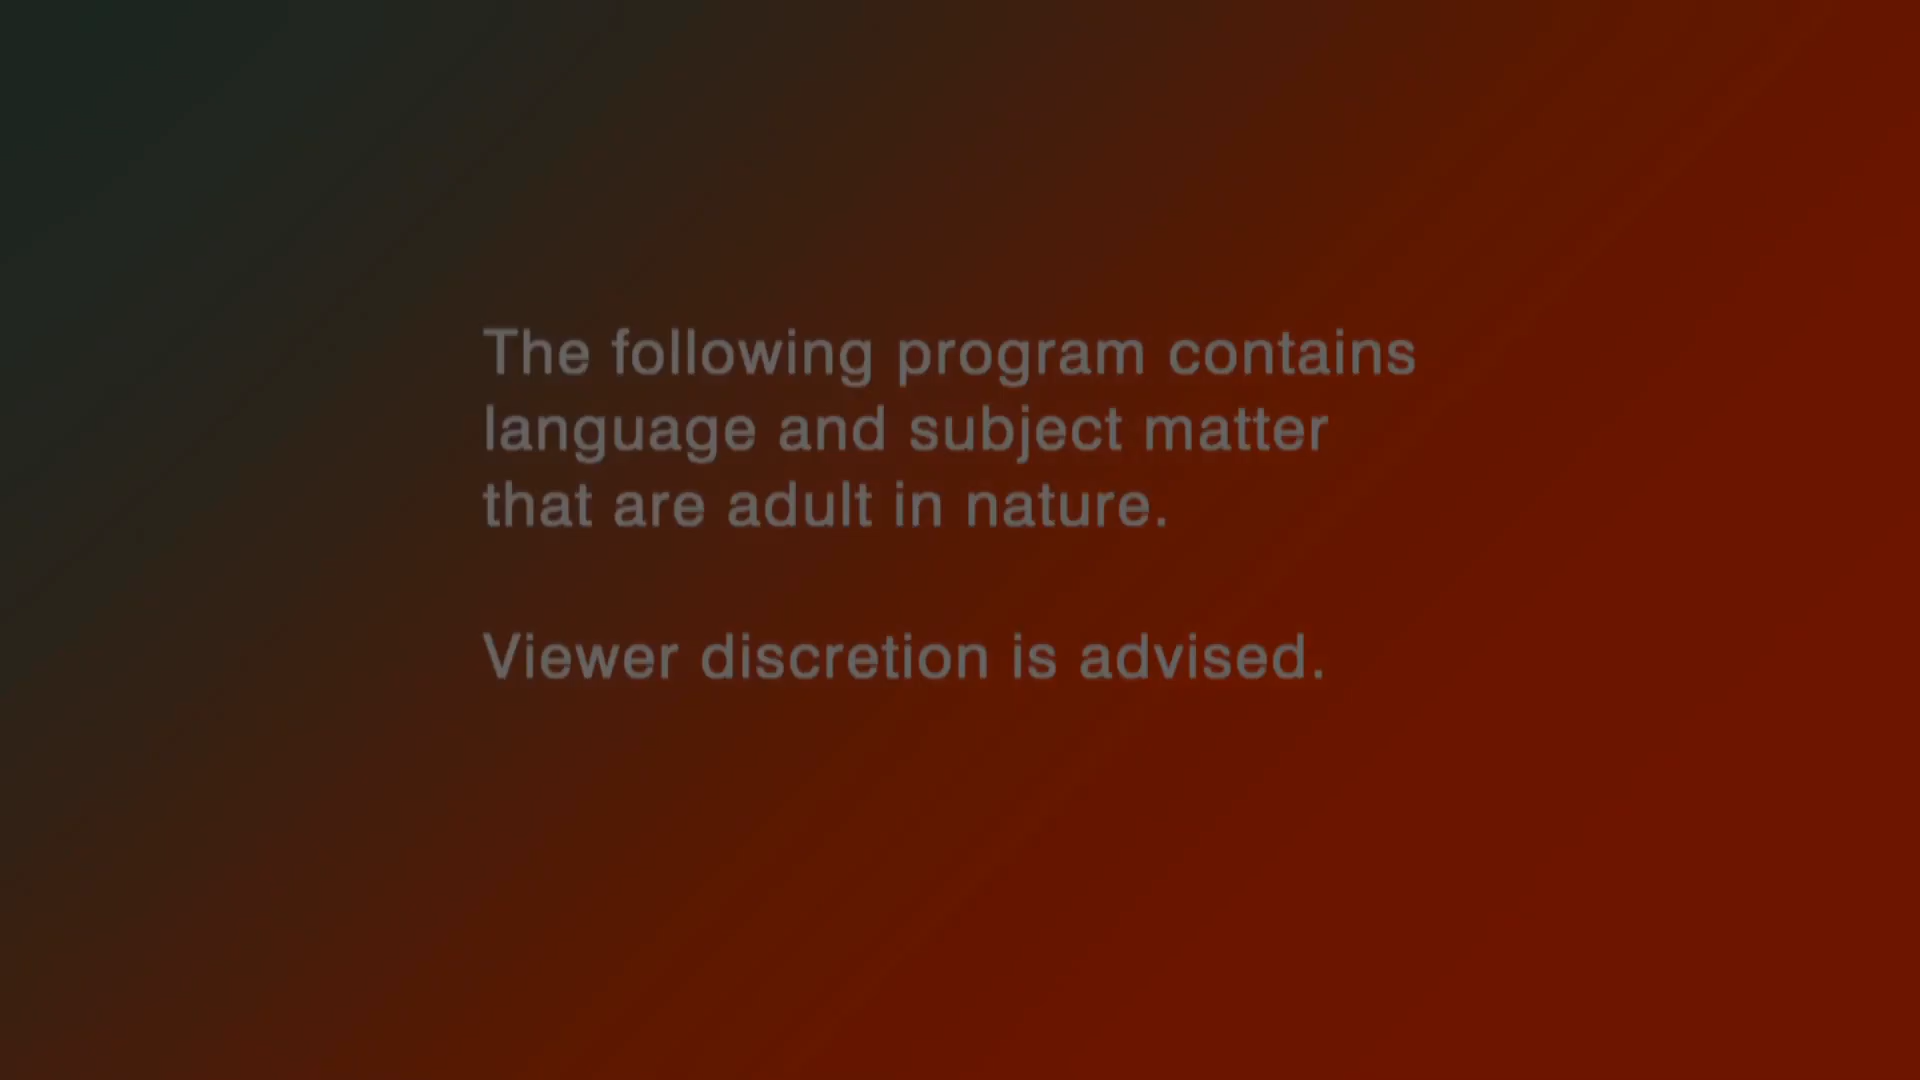 The following program contains
language and subject matter
that are adult in nature.
Viewer discretion is advised.